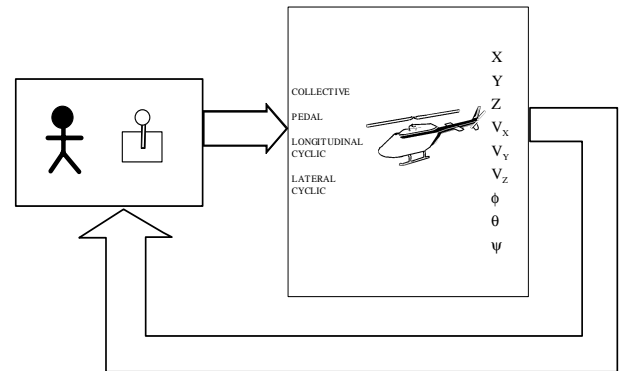 COLLECTIVE
PEDAL
LONGITUDINAL
CYCLIC
LATERAL
CYCLIC
X
Y
Z
V_X
V_Y
V_Z
ϕ
θ
ψ